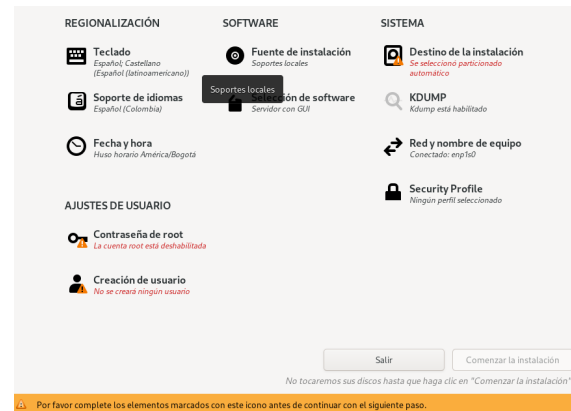 REGIONALIZACIÓN
Teclado
Español; Castellano
(Español (latinoamericano))
Soporte de idiomas
Español (Colombia)
Fecha y hora
Huso horario América/Bogotá
AJUSTES DE USUARIO
Contraseña de root
La cuenta root está deshabilitada
Creación de usuario
No se creará ningún usuario
SOFTWARE
Fuente de instalación
Soportes locales
Soportes locales
Selección de software
Servidor con GUI
SISTEMA
Destino de la instalación
Se seleccionó particionado
automático
KDUMP
Kdump está habilitado
Red y nombre de equipo
Conectado: enp1s0
Security Profile
Ningún perfil seleccionado
Salir
Comenzar la instalación
No tocaremos sus discos hasta que haga clic en "Comenzar la instalación"
Por favor complete los elementos marcados con este icono antes de continuar con el siguiente paso.